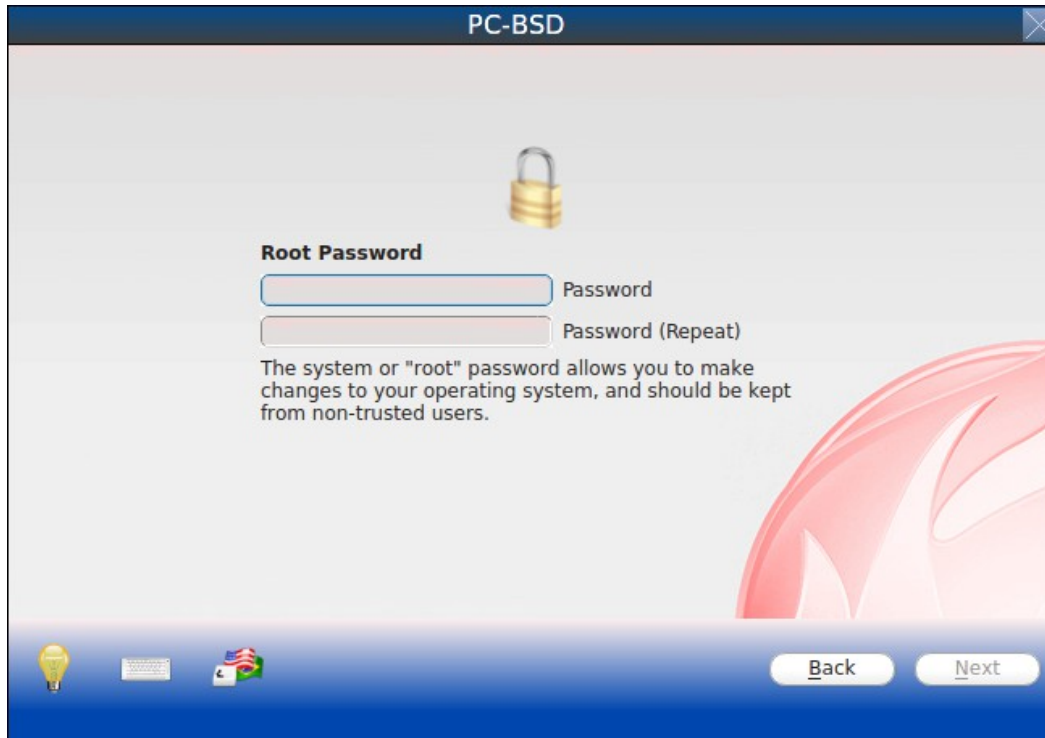 PC-BSD
Root Password
Password
Password (Repeat)
The system or "root" password allows you to make
changes to your operating system, and should be kept
from non-trusted users.
Back
Next